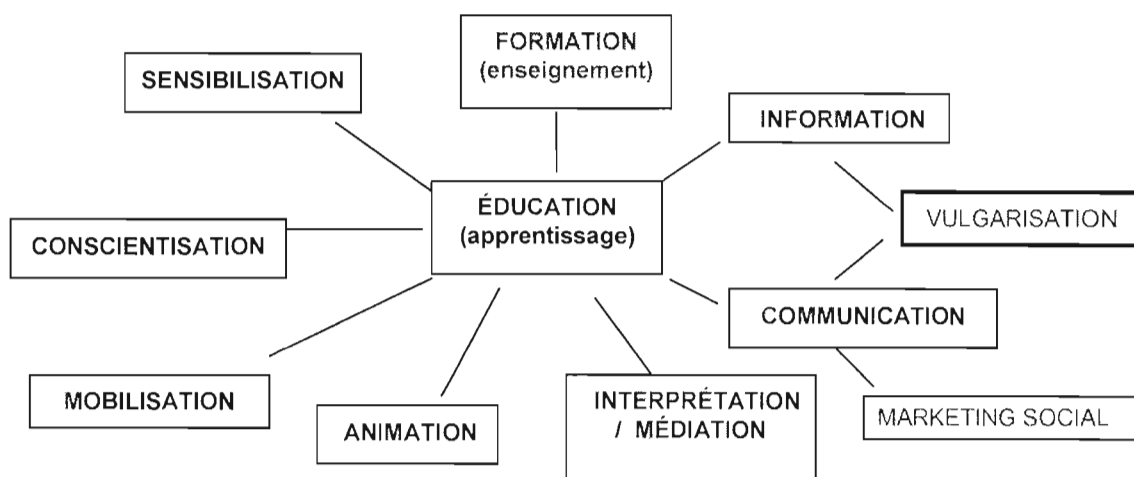 FORMATION
(enseignement)
SENSIBILISATION
INFORMATION
ÉDUCATION
(apprentissage)
VULGARISATION
CONSCIENTISATION
COMMUNICATION
MOBILISATION
ANIMATION
INTERPRÉTATION
/ MÉDIATION
MARKETING SOCIAL